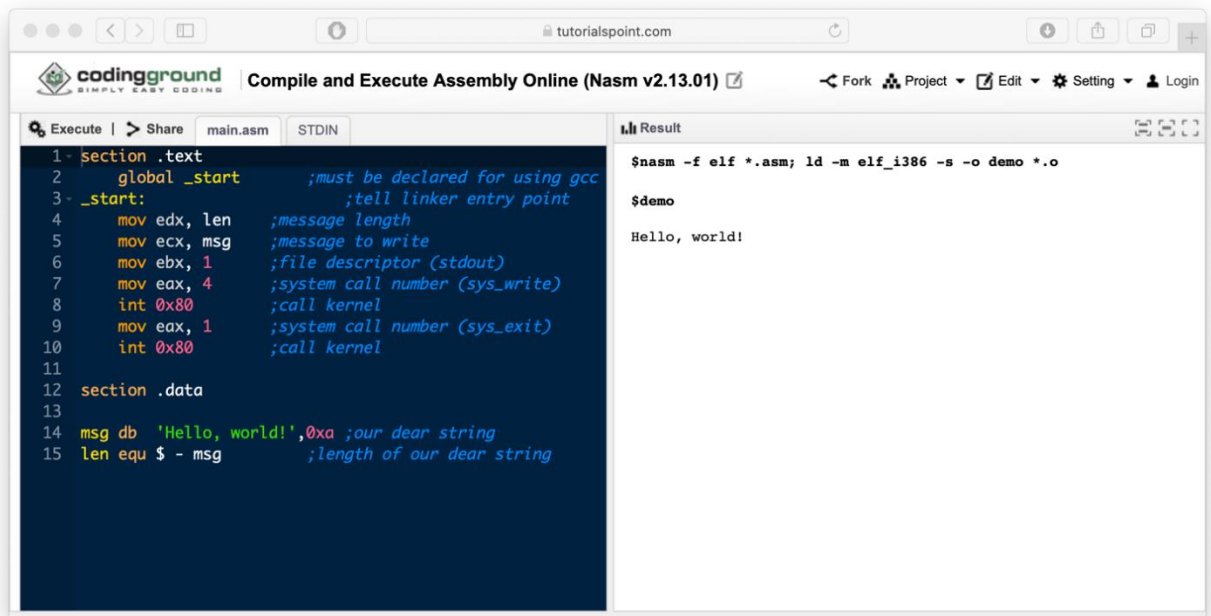 tutorialspoint.com
codingground
SIMPLY EASY CODING
Compile and Execute Assembly Online (Nasm v2.13.01)
Fork Project Edit Setting Login
Execute | Share main.asm STDIN
Result
1 section .text
2 global _start ;must be declared for using gcc
3 _start: ;tell linker entry point
4 mov edx, len ;message length
5 mov ecx, msg ;message to write
6 mov ebx, 1 ;file descriptor (stdout)
7 mov eax, 4 ;system call number (sys_write)
8 int 0x80 ;call kernel
9 mov eax, 1 ;system call number (sys_exit)
10 int 0x80 ;call kernel
11
12 section .data
13
14 msg db 'Hello, world!',0xa ;our dear string
15 len equ $ - msg ;length of our dear string
$nasm -f elf *.asm; ld -m elf_i386 -s -o demo *.o
$demo
Hello, world!